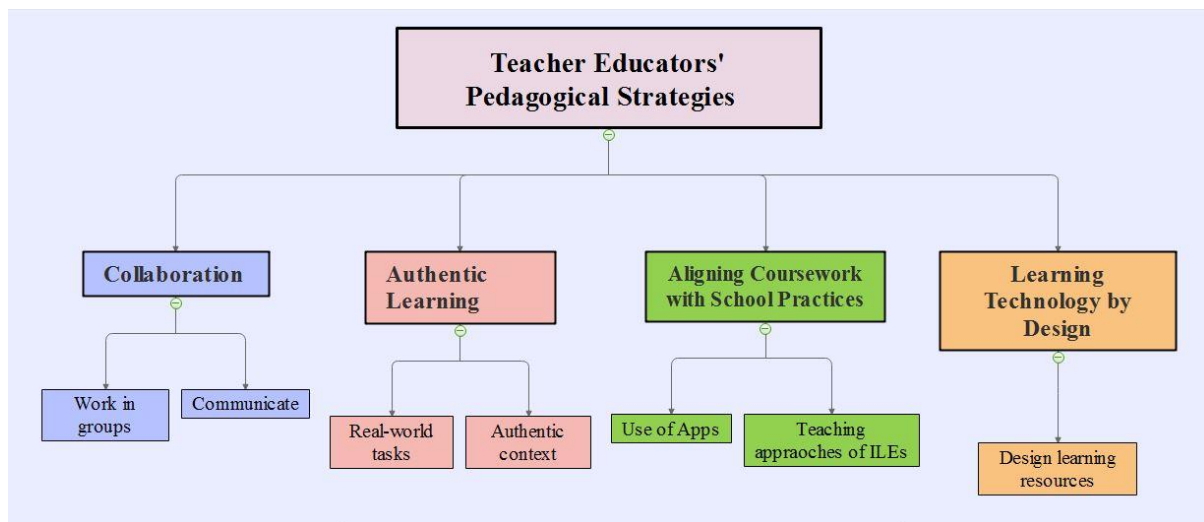 Teacher Educators'
Pedagogical Strategies
Collaboration
Authentic
Learning
Aligning Coursework
with School Practices
Learning
Technology by
Design
Work in
groups
Communicate
Real-world
tasks
Authentic
context
Use of Apps
Teaching
appraoches of ILEs
Design learning
resources